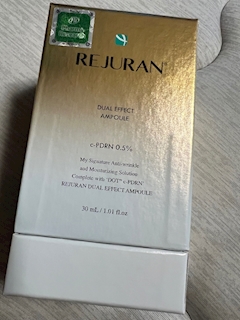 REJURAN®
DUAL EFFECT
AMPOULE
c-PDRN 0.5%
My Signature Anti-wrinkle
and Moisturizing Solution
Complete with 'DOT® c-PDRN'
REJURAN DUAL EFFECT AMPOULE
30 mL / 1.01 fl.oz